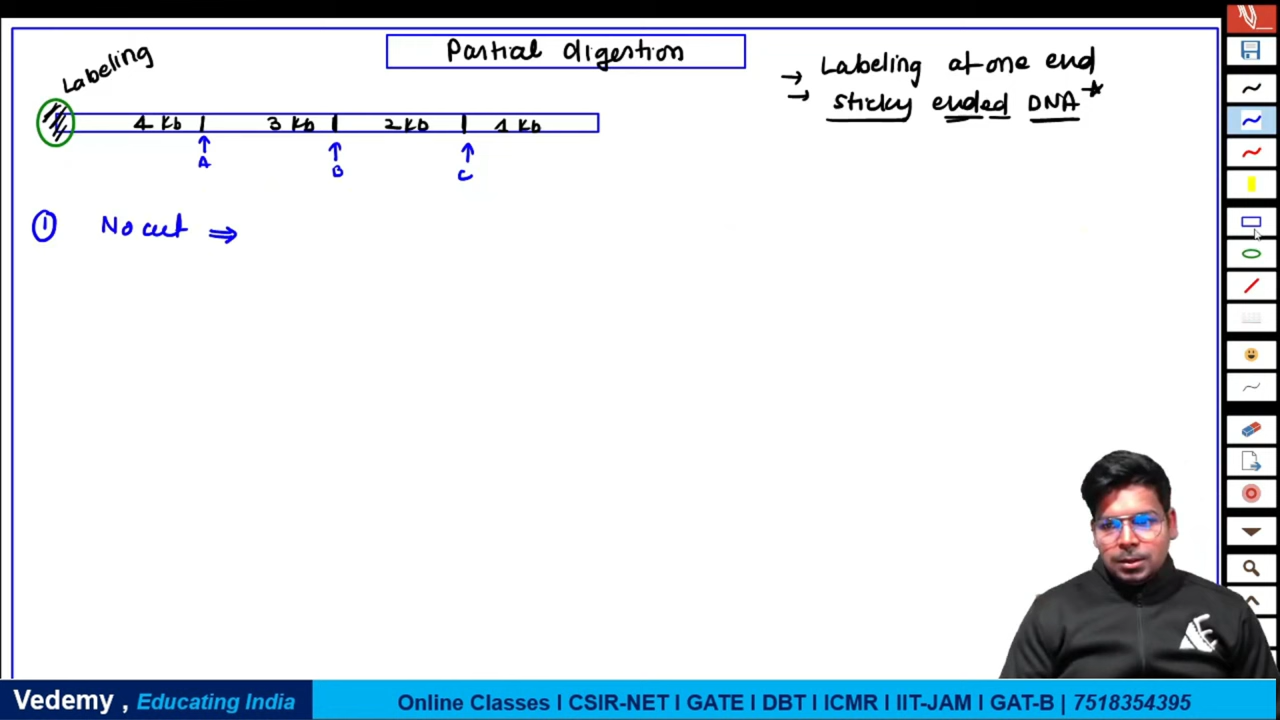 Partial digestion
Labeling
→ Labeling at one end
→ sticky ended DNA*
4 kb 3 kb 2 kb 1 kb
A B C
① No cut ⇒
Vedemy , Educating India
Online Classes I CSIR-NET I GATE I DBT I ICMR I IIT-JAM I GAT-B | 7518354395